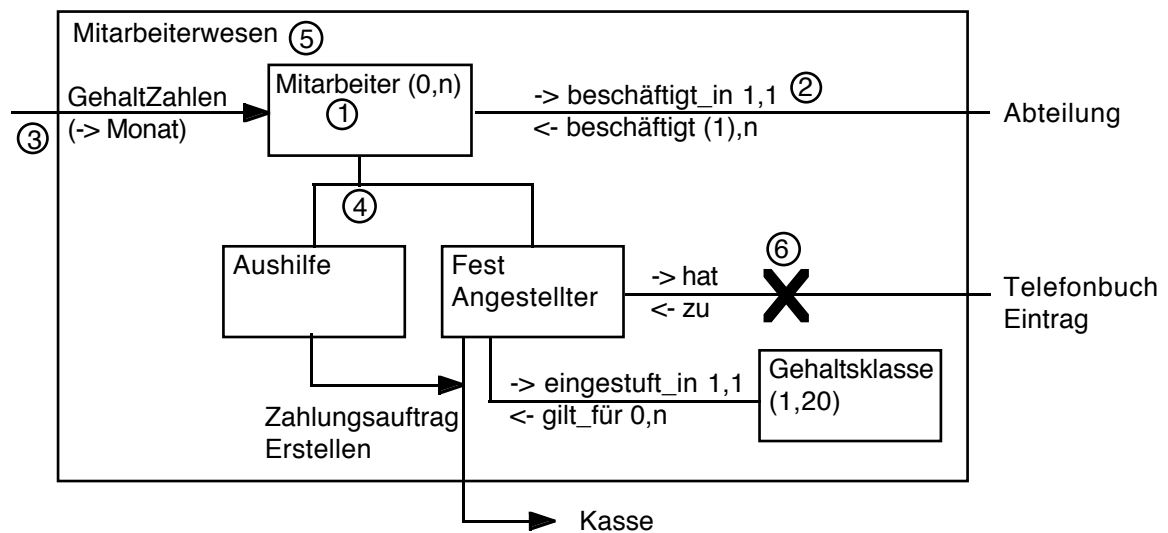 Mitarbeiterwesen ⑤
GehaltZahlen
(-> Monat)
③
Mitarbeiter (0,n)
①
-> beschäftigt_in 1,1 ②
<- beschäftigt (1),n
Abteilung
④
Aushilfe
Fest
Angestellter
⑥
-> hat
<- zu
Telefonbuch
Eintrag
-> eingestuft_in 1,1
<- gilt_für 0,n
Gehaltsklasse
(1,20)
Zahlungsauftrag
Erstellen
Kasse